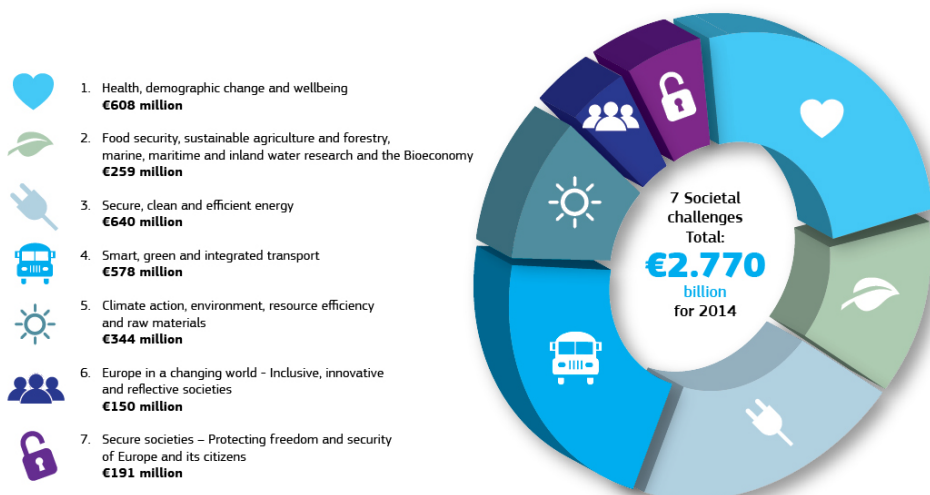 1. Health, demographic change and wellbeing
€608 million
2. Food security, sustainable agriculture and forestry,
marine, maritime and inland water research and the Bioeconomy
€259 million
3. Secure, clean and efficient energy
€640 million
4. Smart, green and integrated transport
€578 million
5. Climate action, environment, resource efficiency
and raw materials
€344 million
6. Europe in a changing world - Inclusive, innovative
and reflective societies
€150 million
7. Secure societies – Protecting freedom and security
of Europe and its citizens
€191 million
7 Societal
challenges
Total:
€2.770
billion
for 2014